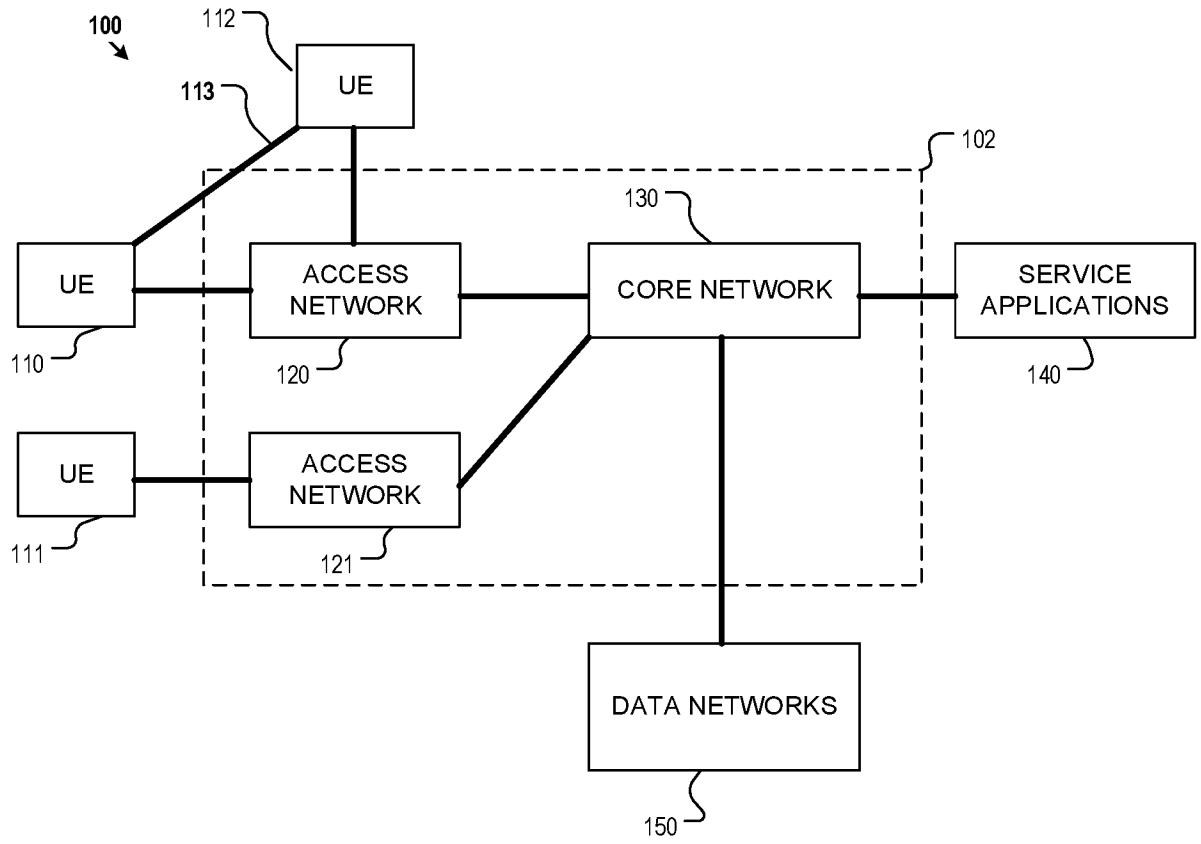 100
112
UE
113
102
130
UE
ACCESS
NETWORK
CORE NETWORK
SERVICE
APPLICATIONS
110
120
140
UE
ACCESS
NETWORK
111
121
DATA NETWORKS
150